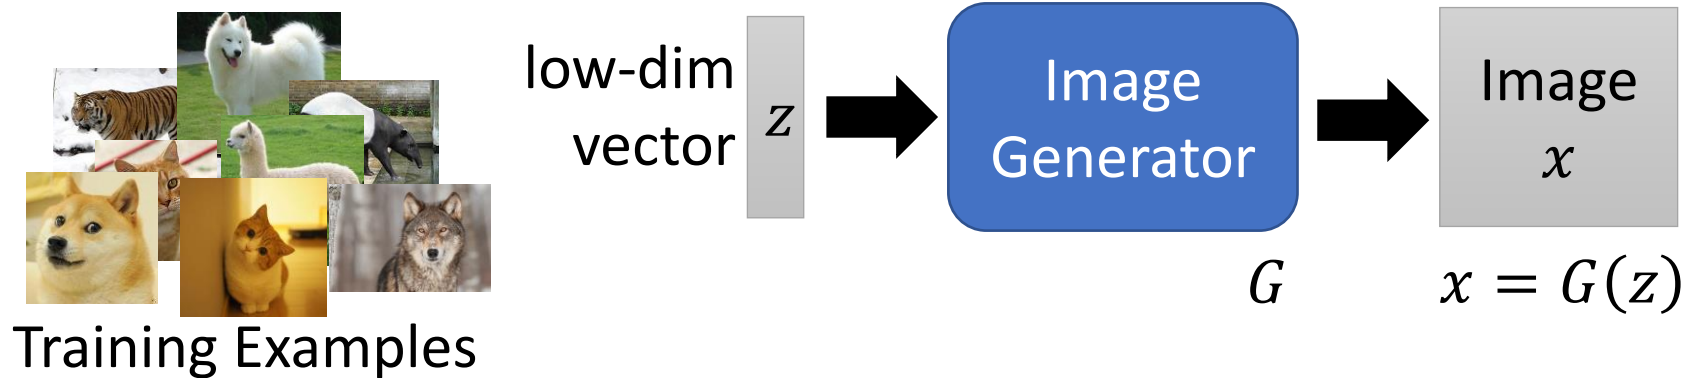 Training Examples
low-dim
vector
z
Image
Generator
G
Image
x
x = G(z)